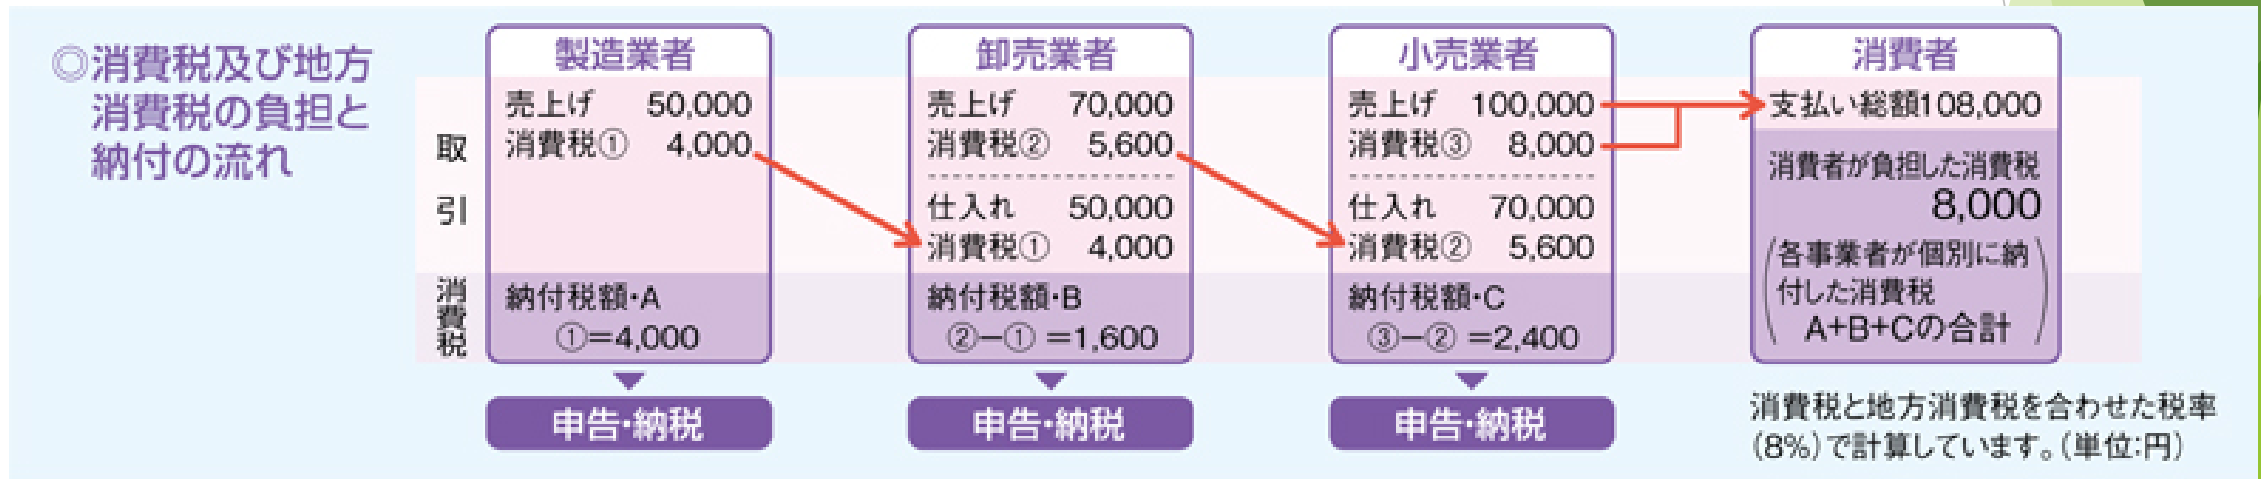 ◎消費税及び地方
消費税の負担と
納付の流れ
取引
消費税
製造業者
売上げ 50,000
消費税① 4,000
納付税額・A
①=4,000
申告・納税
卸売業者
売上げ 70,000
消費税② 5,600
仕入れ 50,000
消費税① 4,000
納付税額・B
②−① =1,600
申告・納税
小売業者
売上げ 100,000
消費税③ 8,000
仕入れ 70,000
消費税② 5,600
納付税額・C
③−② =2,400
申告・納税
消費者
支払い総額108,000
消費者が負担した消費税
8,000
(各事業者が個別に納
付した消費税
A+B+Cの合計)
消費税と地方消費税を合わせた税率
(8%)で計算しています。(単位:円)